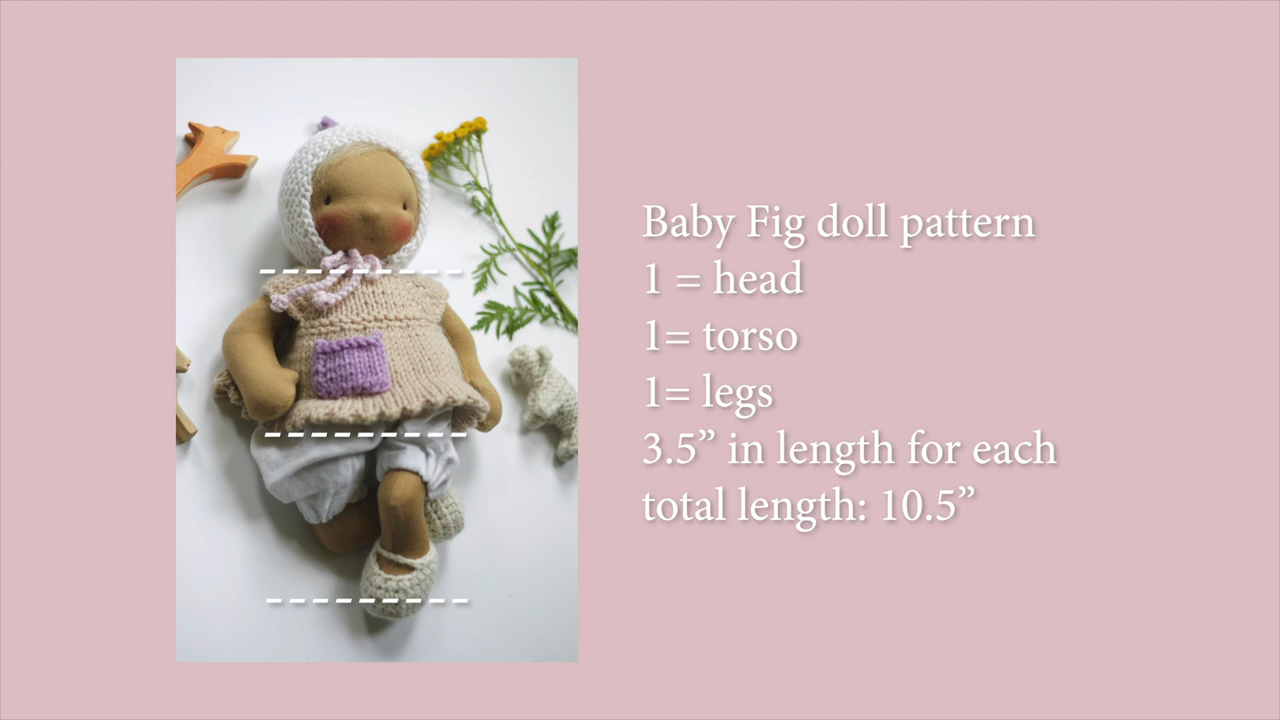 Baby Fig doll pattern
1 = head
1= torso
1= legs
3.5” in length for each
total length: 10.5”